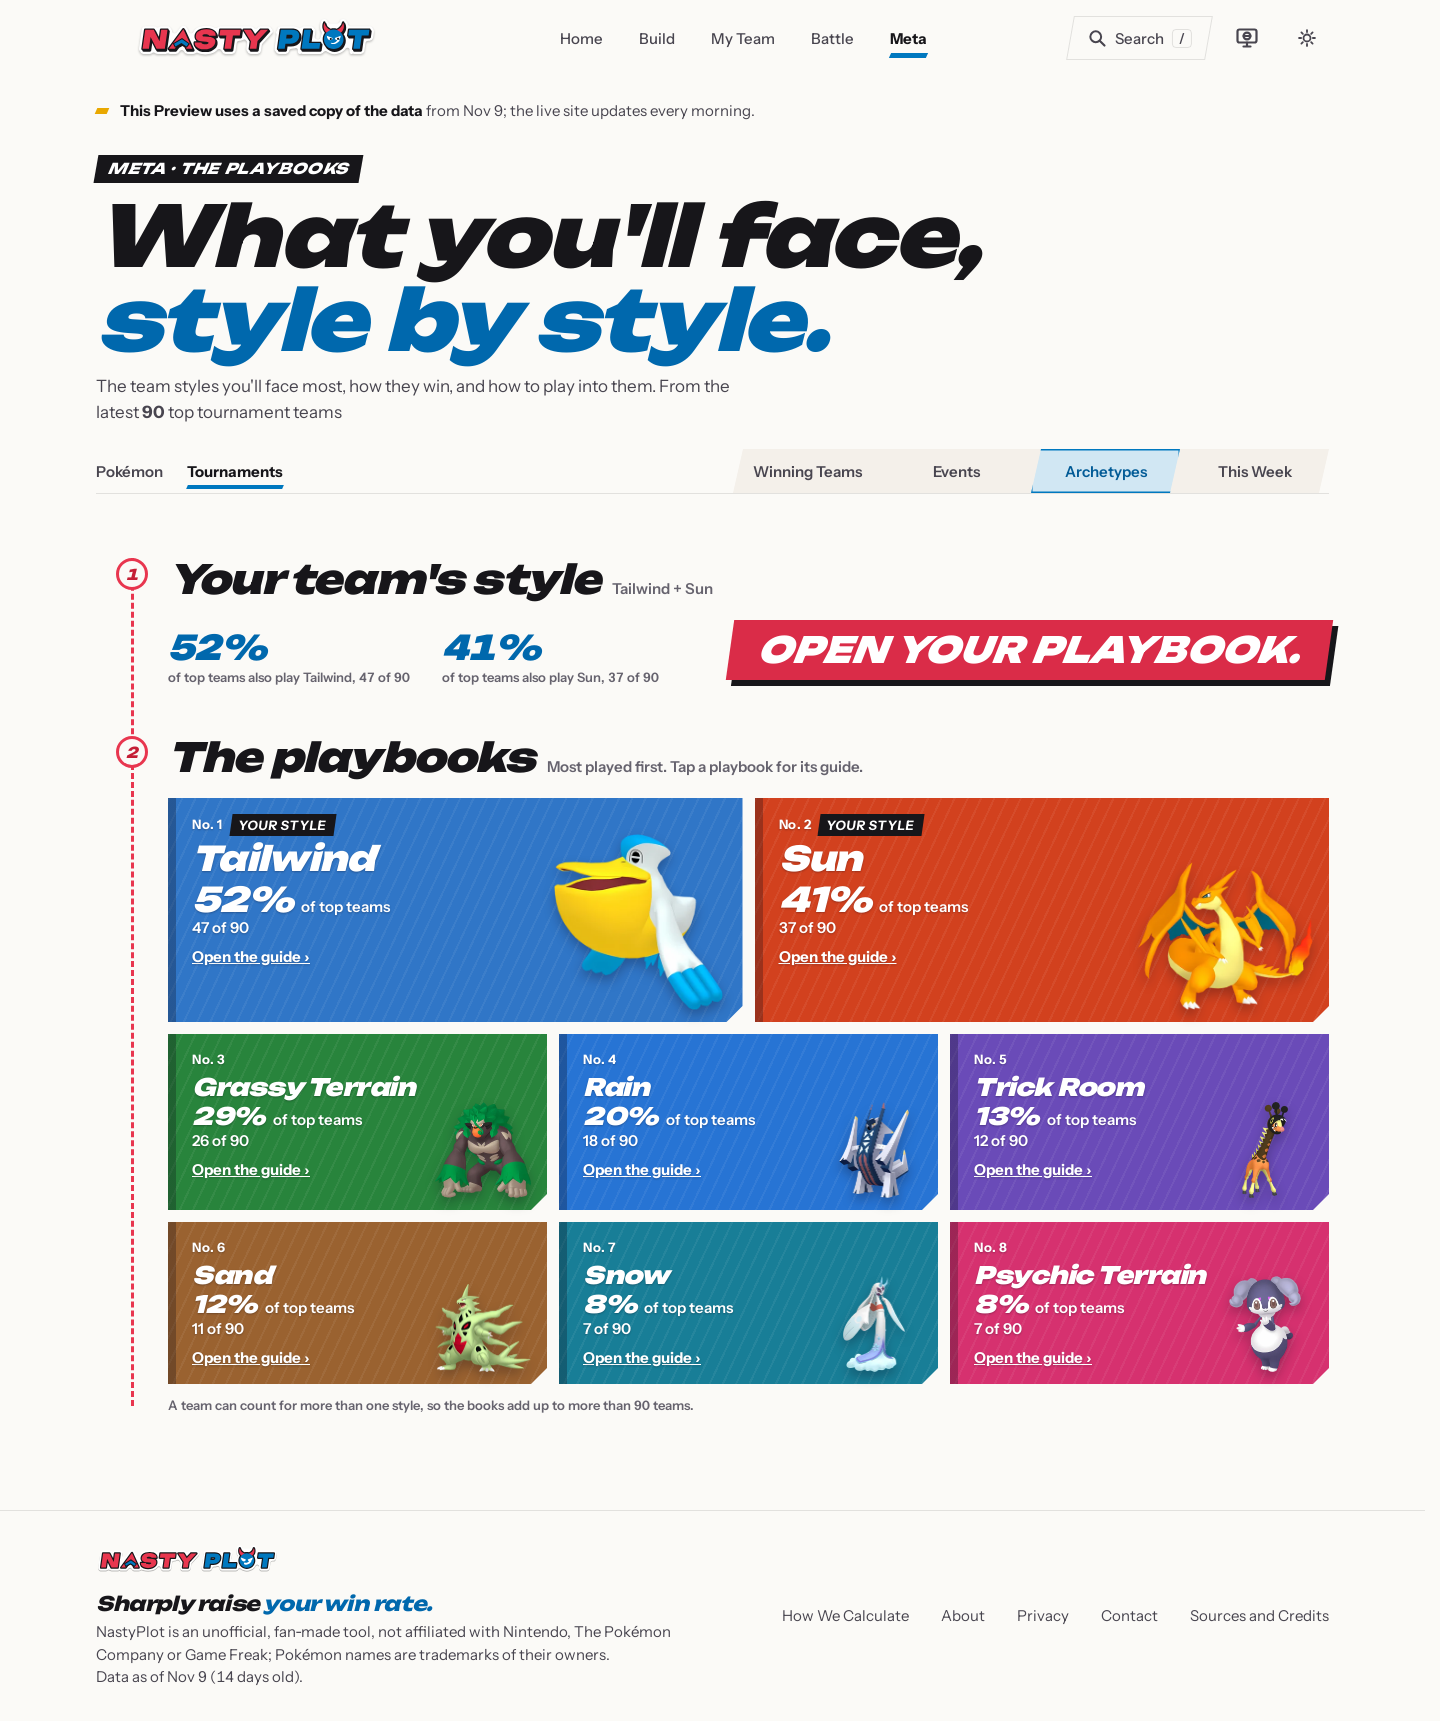 NASTY PLOT
Home
Build
My Team
Battle
Meta
Search /
This Preview uses a saved copy of the data from Nov 9; the live site updates every morning.
META · THE PLAYBOOKS
What you'll face,
style by style.
The team styles you'll face most, how they win, and how to play into them. From the
latest 90 top tournament teams
Pokémon
Tournaments
Winning Teams
Events
Archetypes
This Week
1
Your team's style Tailwind + Sun
52%
of top teams also play Tailwind, 47 of 90
41%
of top teams also play Sun, 37 of 90
OPEN YOUR PLAYBOOK.
2
The playbooks Most played first. Tap a playbook for its guide.
No. 1 YOUR STYLE
Tailwind
52% of top teams
47 of 90
Open the guide ›
No. 2 YOUR STYLE
Sun
41% of top teams
37 of 90
Open the guide ›
No. 3
Grassy Terrain
29% of top teams
26 of 90
Open the guide ›
No. 4
Rain
20% of top teams
18 of 90
Open the guide ›
No. 5
Trick Room
13% of top teams
12 of 90
Open the guide ›
No. 6
Sand
12% of top teams
11 of 90
Open the guide ›
No. 7
Snow
8% of top teams
7 of 90
Open the guide ›
No. 8
Psychic Terrain
8% of top teams
7 of 90
Open the guide ›
A team can count for more than one style, so the books add up to more than 90 teams.
NASTY PLOT
Sharply raise your win rate.
NastyPlot is an unofficial, fan-made tool, not affiliated with Nintendo, The Pokémon
Company or Game Freak; Pokémon names are trademarks of their owners.
Data as of Nov 9 (14 days old).
How We Calculate
About
Privacy
Contact
Sources and Credits